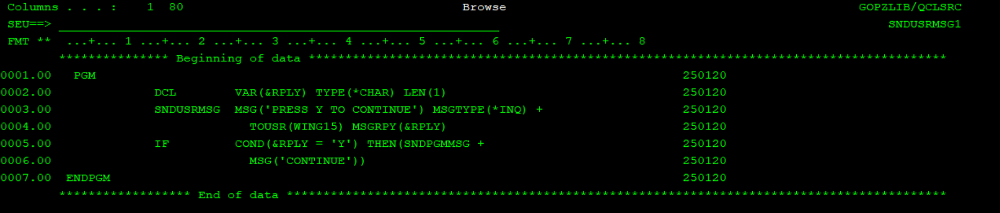 Columns . . . :    1  80                                      Browse                                                GOPZLIB/QCLSRC
SEU==> ____________________________________________________________ SNDUSRMSG1
FMT **  ...+... 1 ...+... 2 ...+... 3 ...+... 4 ...+... 5 ...+... 6 ...+... 7 ...+... 8
*************** Beginning of data ***************************************************************************************
0001.00   PGM                                                                                250120
0002.00              DCL        VAR(&RPLY) TYPE(*CHAR) LEN(1)                                250120
0003.00              SNDUSRMSG  MSG('PRESS Y TO CONTINUE') MSGTYPE(*INQ) +                   250120
0004.00                           TOUSR(WING15) MSGRPY(&RPLY)                                250120
0005.00              IF         COND(&RPLY = 'Y') THEN(SNDPGMMSG +                           250120
0006.00                           MSG('CONTINUE'))                                           250120
0007.00  ENDPGM                                                                              250120
****************** End of data ******************************************************************************************